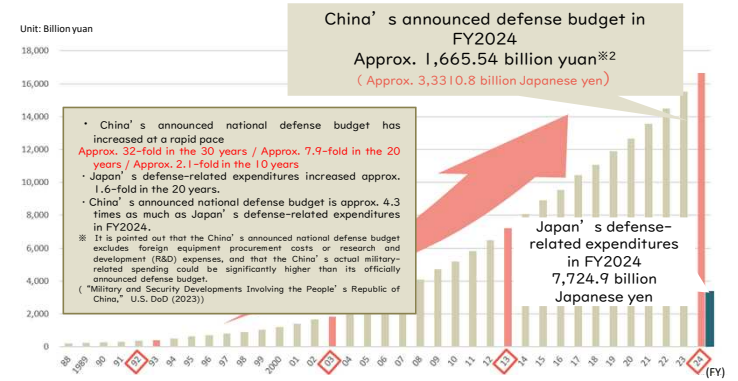 Unit: Billion yuan
China's announced defense budget in
FY2024
Approx. 1,665.54 billion yuan※2
( Approx. 3,3310.8 billion Japanese yen)
18,000
16,000
14,000
12,000
10,000
8,000
6,000
4,000
2,000
0
・ China's announced national defense budget has
increased at a rapid pace
Approx. 32-fold in the 30 years / Approx. 7.9-fold in the 20
years / Approx. 2.1-fold in the 10 years
・Japan's defense-related expenditures increased approx.
1.6-fold in the 20 years.
・China's announced national defense budget is approx. 4.3
times as much as Japan's defense-related expenditures
in FY2024.
※ It is pointed out that the China's announced national defense budget
excludes foreign equipment procurement costs or research and
development (R&D) expenses, and that the China's actual military-
related spending could be significantly higher than its officially
announced defense budget.
( "Military and Security Developments Involving the People's Republic of
China," U.S. DoD (2023))
Japan's defense-
related expenditures
in FY2024
7,724.9 billion
Japanese yen
88 1989 90 91 92 93 94 95 96 97 98 99 2000 01 02 03 04 05 06 07 08 09 10 11 12 13 14 15 16 17 18 19 20 21 22 23 24 (FY)